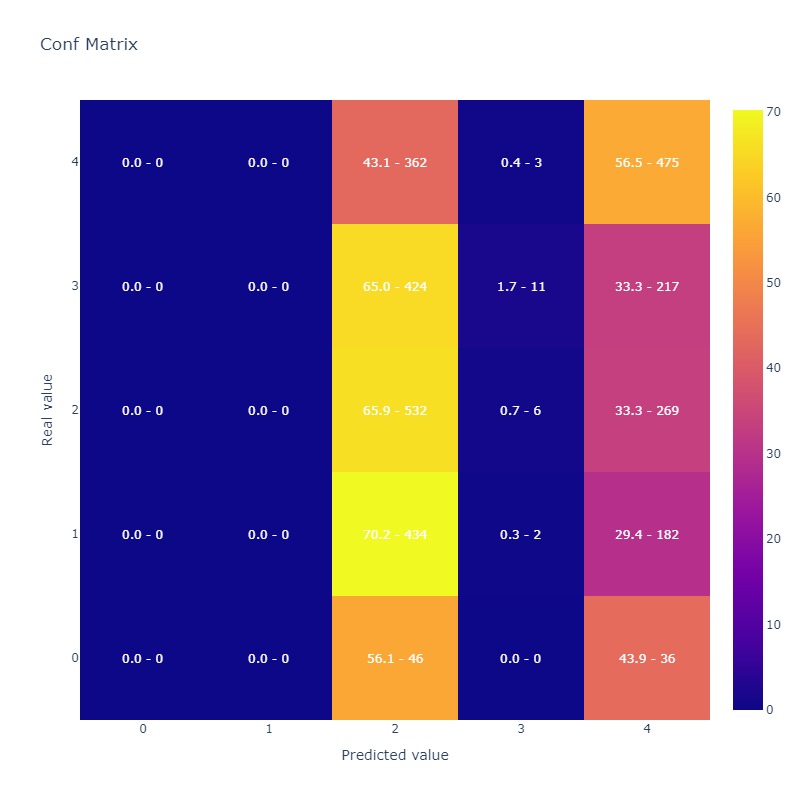 Conf Matrix
4 0.0 - 0 0.0 - 0 43.1 - 362 0.4 - 3 56.5 - 475
3 0.0 - 0 0.0 - 0 65.0 - 424 1.7 - 11 33.3 - 217
2 0.0 - 0 0.0 - 0 65.9 - 532 0.7 - 6 33.3 - 269
1 0.0 - 0 0.0 - 0 70.2 - 434 0.3 - 2 29.4 - 182
0 0.0 - 0 0.0 - 0 56.1 - 46 0.0 - 0 43.9 - 36
0 1 2 3 4
Predicted value
Real value
70
60
50
40
30
20
10
0